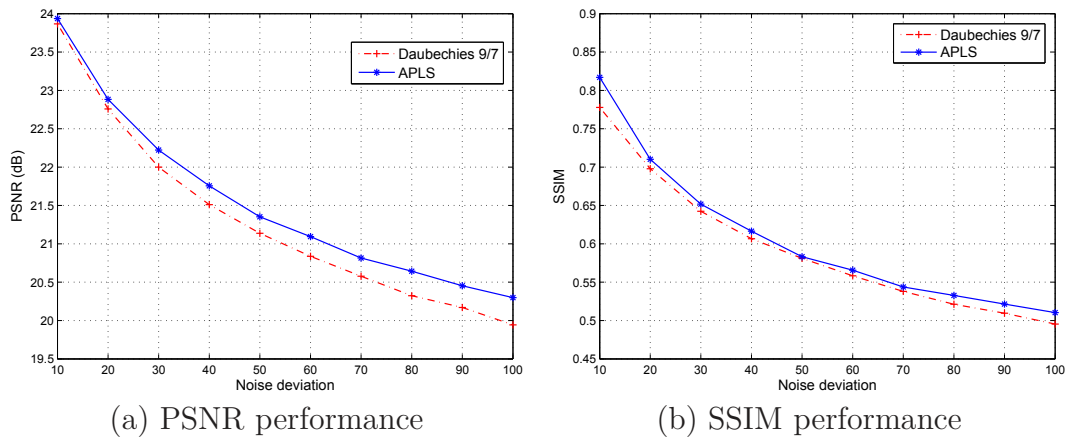 24
23.5
23
22.5
22
21.5
21
20.5
20
19.5
PSNR (dB)
Daubechies 9/7
APLS
10 20 30 40 50 60 70 80 90 100
Noise deviation
(a) PSNR performance
0.9
0.85
0.8
0.75
0.7
0.65
0.6
0.55
0.5
0.45
SSIM
Daubechies 9/7
APLS
10 20 30 40 50 60 70 80 90 100
Noise deviation
(b) SSIM performance